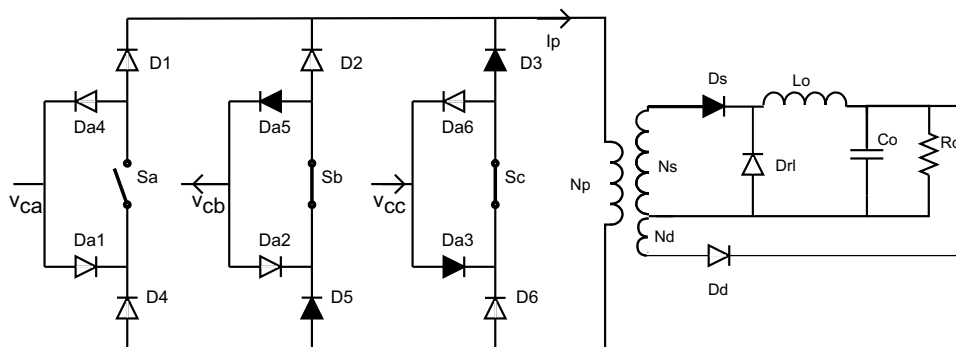 Ip
D1
D2
D3
Ds
Lo
Da4
Da5
Da6
Co
Ro
Sa
Sb
Sc
Np
Ns
Drl
vca
vcb
vcc
Da1
Da2
Da3
Nd
D4
D5
D6
Dd